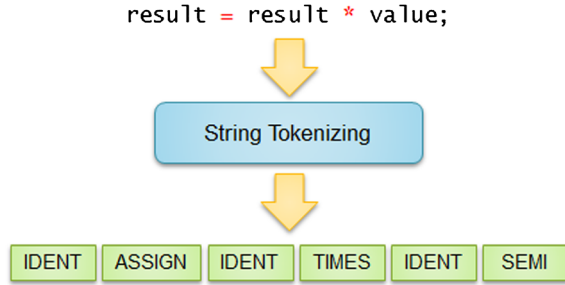 result = result * value;
String Tokenizing
IDENT ASSIGN IDENT TIMES IDENT SEMI